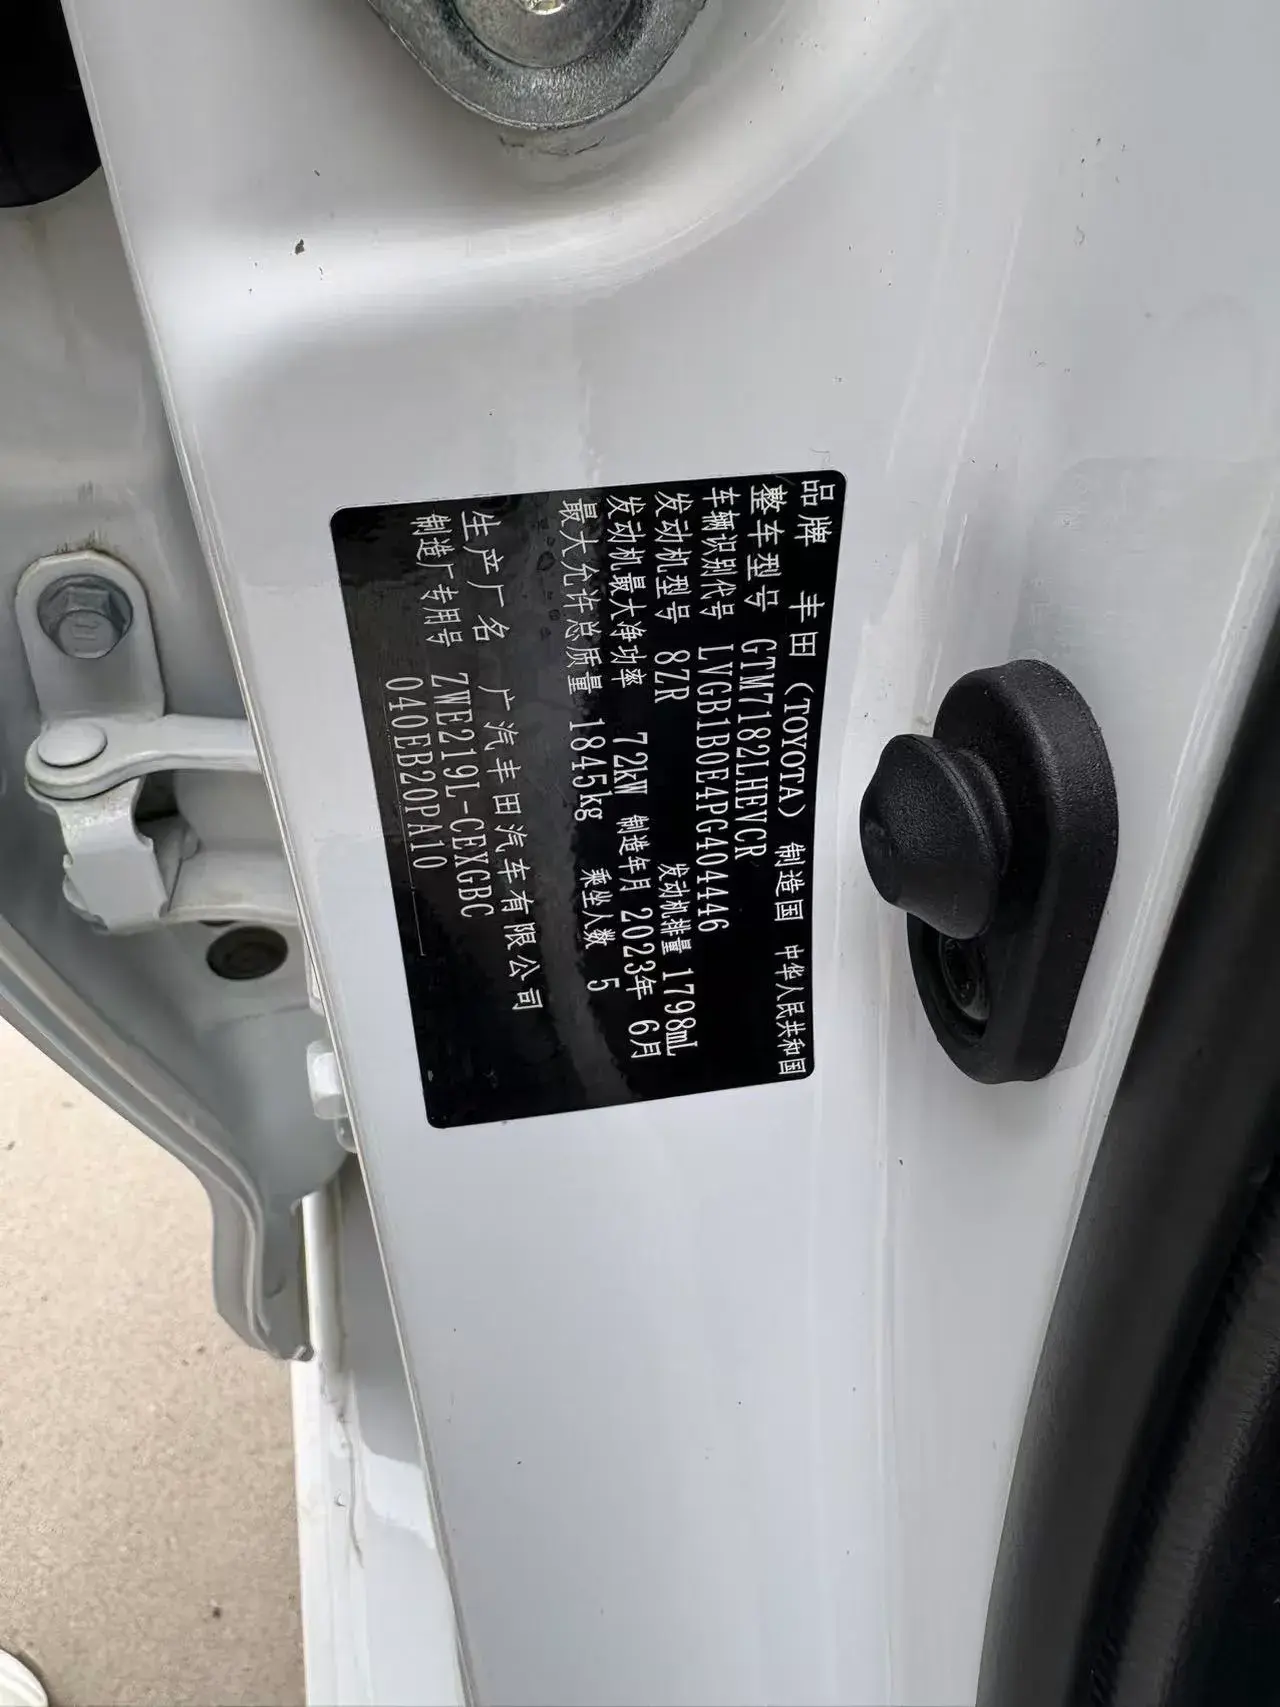 品牌 丰田 (TOYOTA) 制造国 中华人民共和国
整车型号 GTM7182LHEVCR
车辆识别代号 LVGB1B0E4PG404446
发动机型号 8ZR 发动机排量 1798mL
发动机最大净功率 72kW 制造年月 2023年 6月
最大允许总质量 1845kg 乘坐人数 5
生产厂名 广汽丰田汽车有限公司
制造厂专用号 ZWE219L-CEXGBC
040EB20PA10